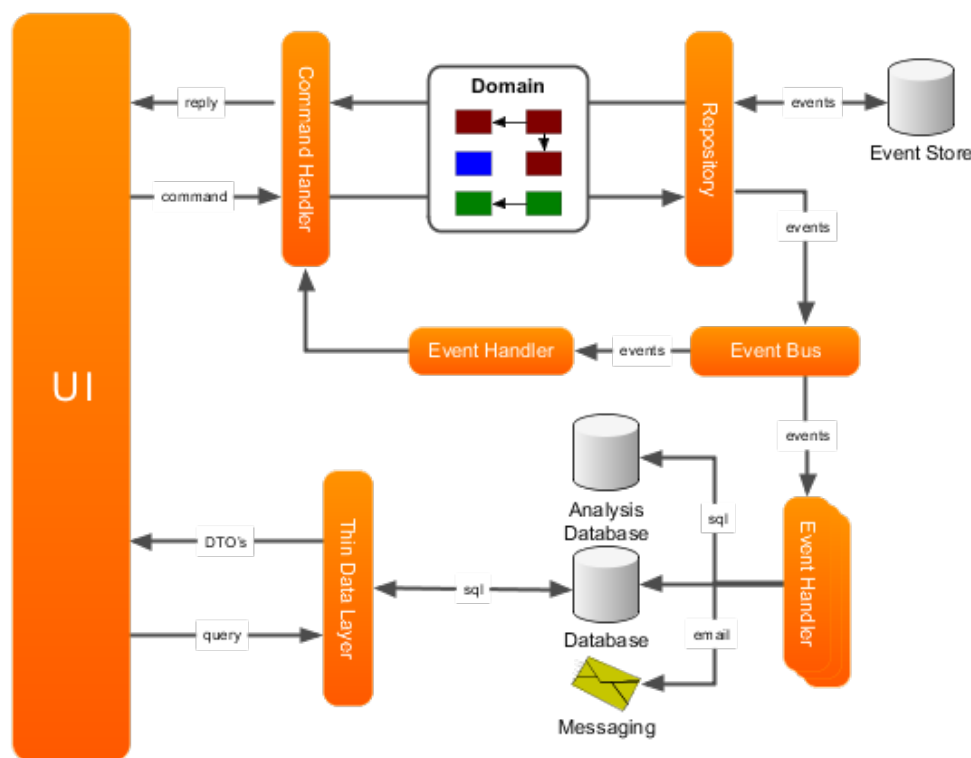 UI
reply
command
Command Handler
Domain
Repository
events
Event Store
events
Event Handler
events
Event Bus
events
Analysis
Database
sql
Event Handler
DTO's
Thin Data Layer
sql
Database
query
email
Messaging